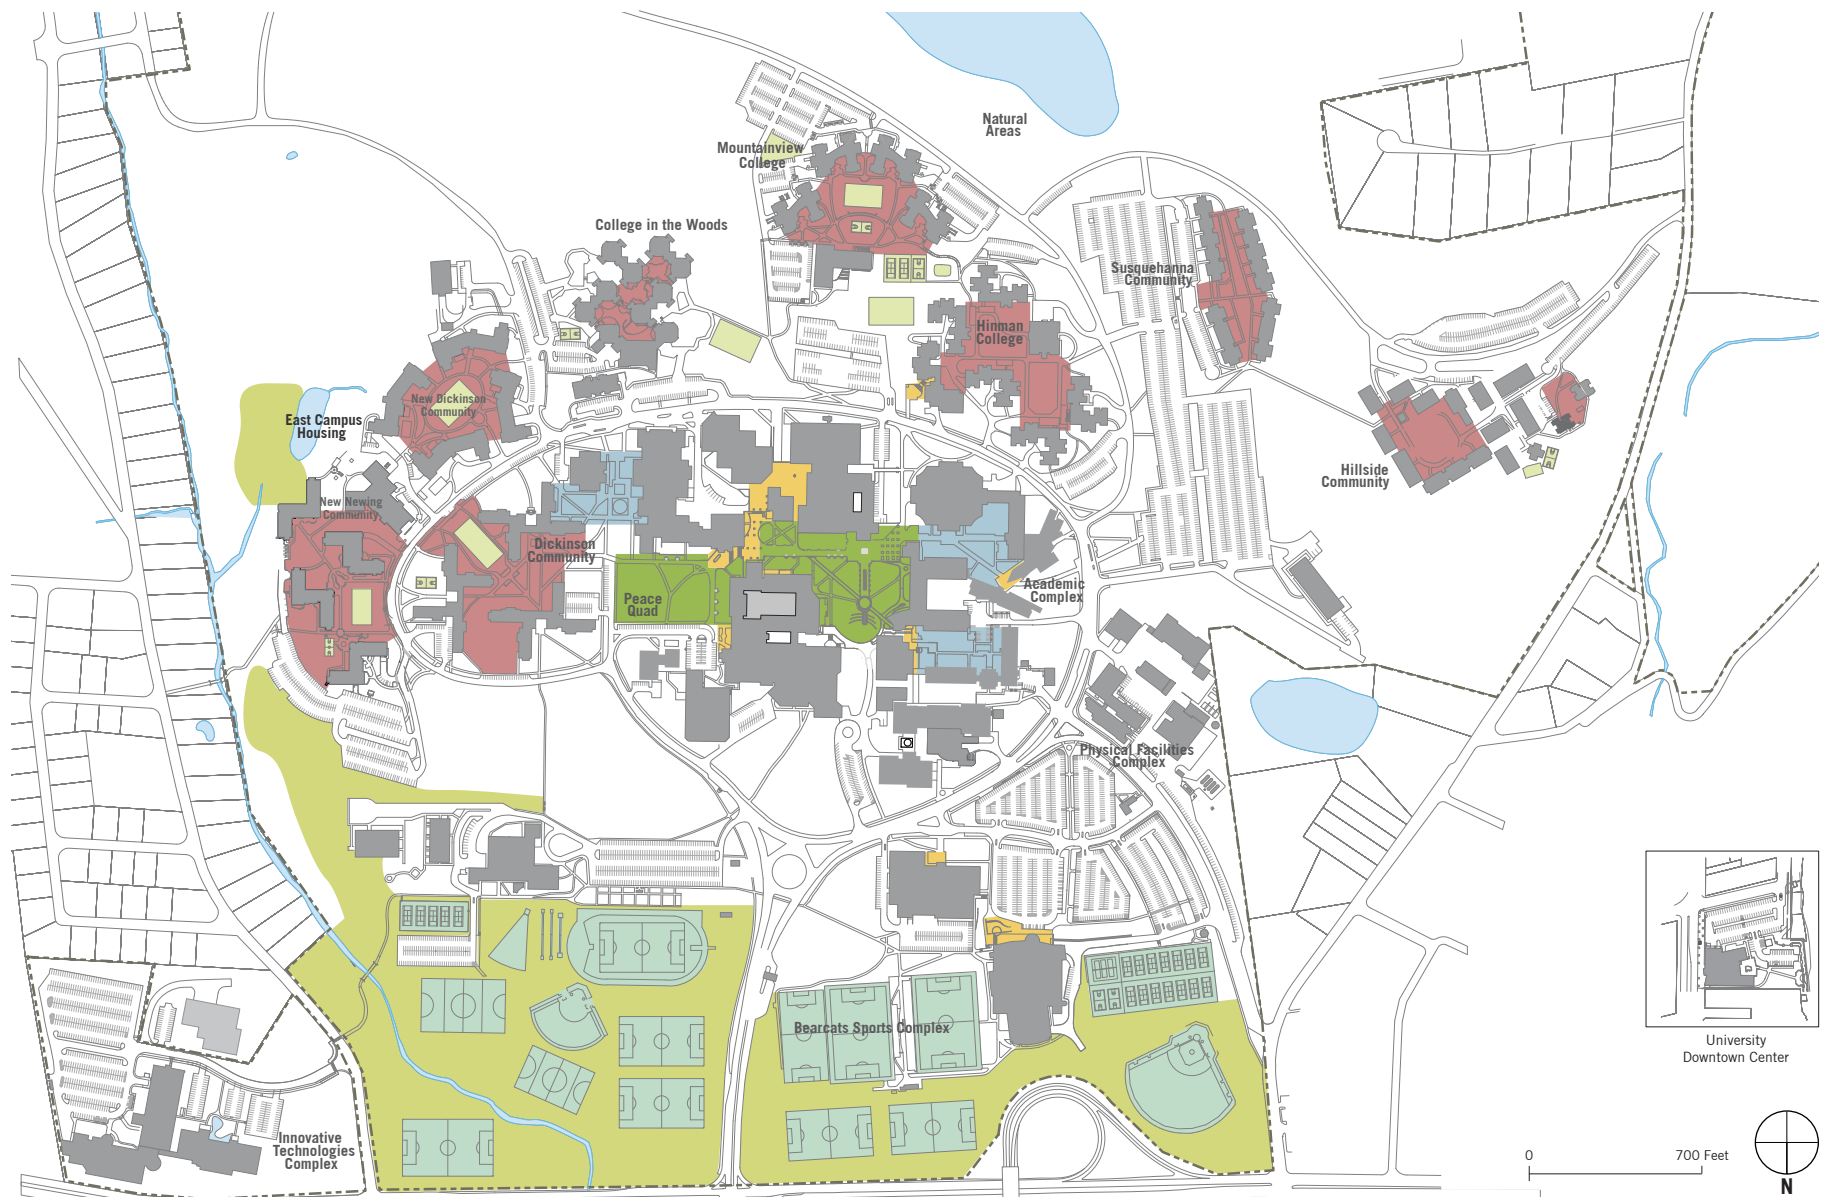 Natural
Areas
Mountainview
College
College in the Woods
Susquehanna
Community
Hinman
College
New Dickinson
Community
East Campus
Housing
Hillside
Community
New Newing
Community
Dickinson
Community
Academic
Complex
Peace
Quad
Physical Facilities
Complex
Bearcats Sports Complex
University
Downtown Center
Innovative
Technologies
Complex
0
700 Feet
N